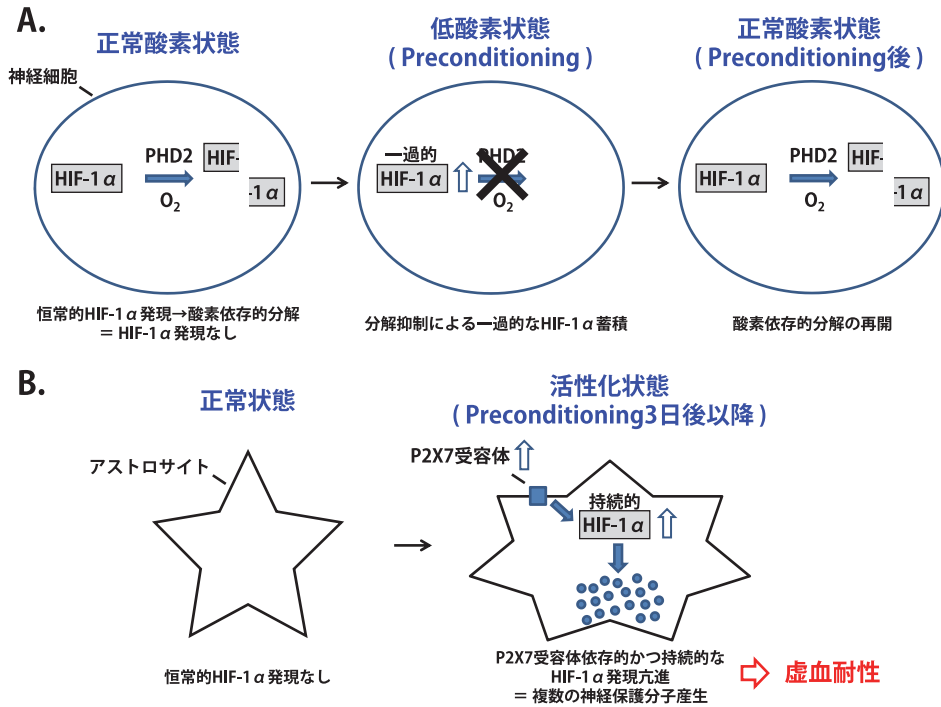 A.
正常酸素状態
低酸素状態
( Preconditioning )
正常酸素状態
( Preconditioning後 )
神経細胞
HIF-1α
PHD2
O2
HIF-
-1α
一過的
HIF-1α
PHD2
O2
HIF-1α
PHD2
O2
HIF-
-1α
恒常的HIF-1α発現→酸素依存的分解
＝ HIF-1α発現なし
分解抑制による一過的なHIF-1α蓄積
酸素依存的分解の再開
B.
正常状態
活性化状態
( Preconditioning3日後以降 )
アストロサイト
P2X7受容体
持続的
HIF-1α
恒常的HIF-1α発現なし
P2X7受容体依存的かつ持続的な
HIF-1α発現亢進
＝ 複数の神経保護分子産生
虚血耐性